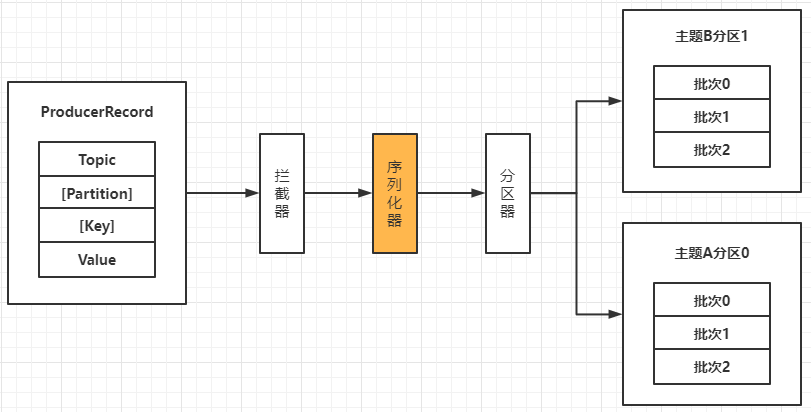 ProducerRecord
Topic
[Partition]
[Key]
Value
拦截器
序列化器
分区器
主题B分区1
批次0
批次1
批次2
主题A分区0
批次0
批次1
批次2